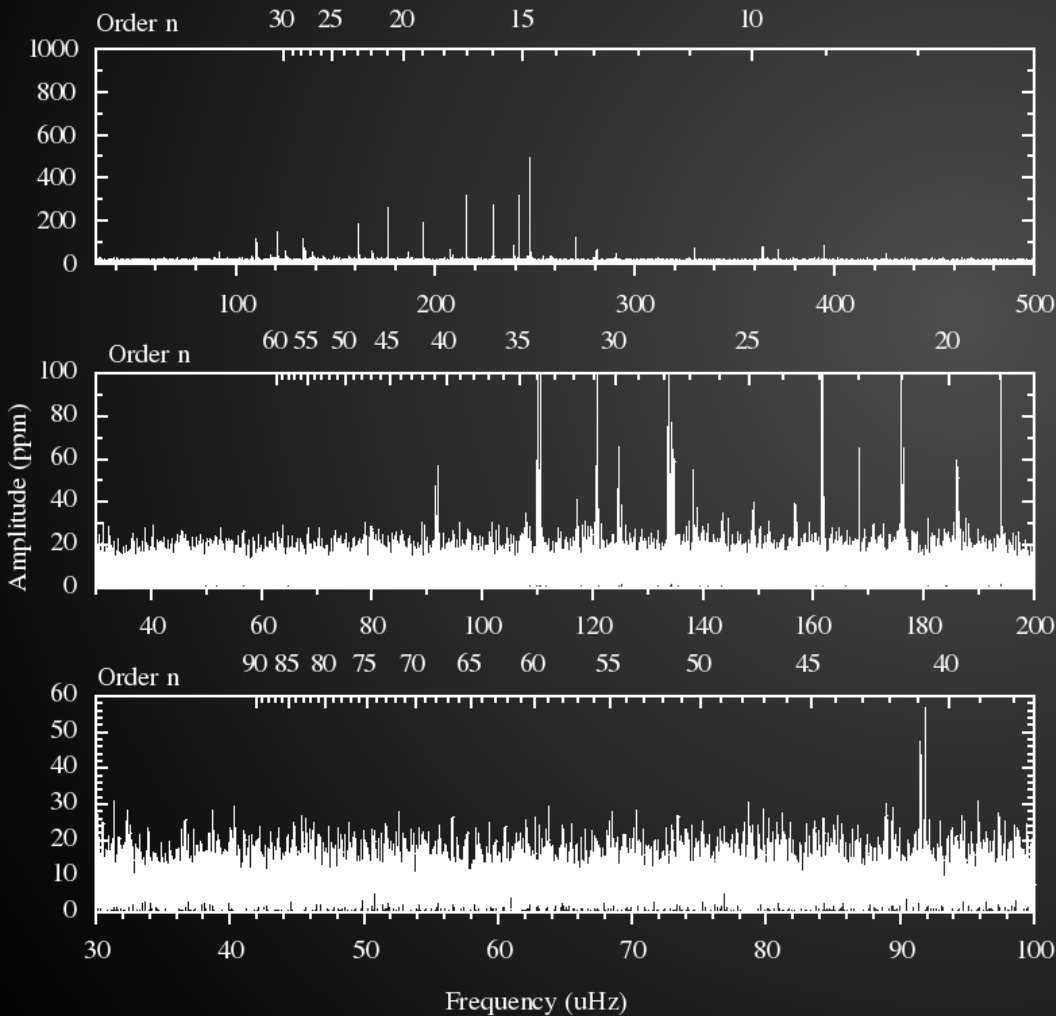 Order n 30 25 20 15 10
1000
800
600
400
200
0
100 200 300 400 500
Order n 60 55 50 45 40 35 30 25 20
100
80
60
40
20
0
40 60 80 100 120 140 160 180 200
Order n 90 85 80 75 70 65 60 55 50 45 40
60
50
40
30
20
10
0
30 40 50 60 70 80 90 100
Amplitude (ppm)
Frequency (uHz)